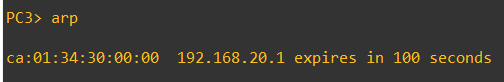 PC3> arp
ca:01:34:30:00:00  192.168.20.1 expires in 100 seconds